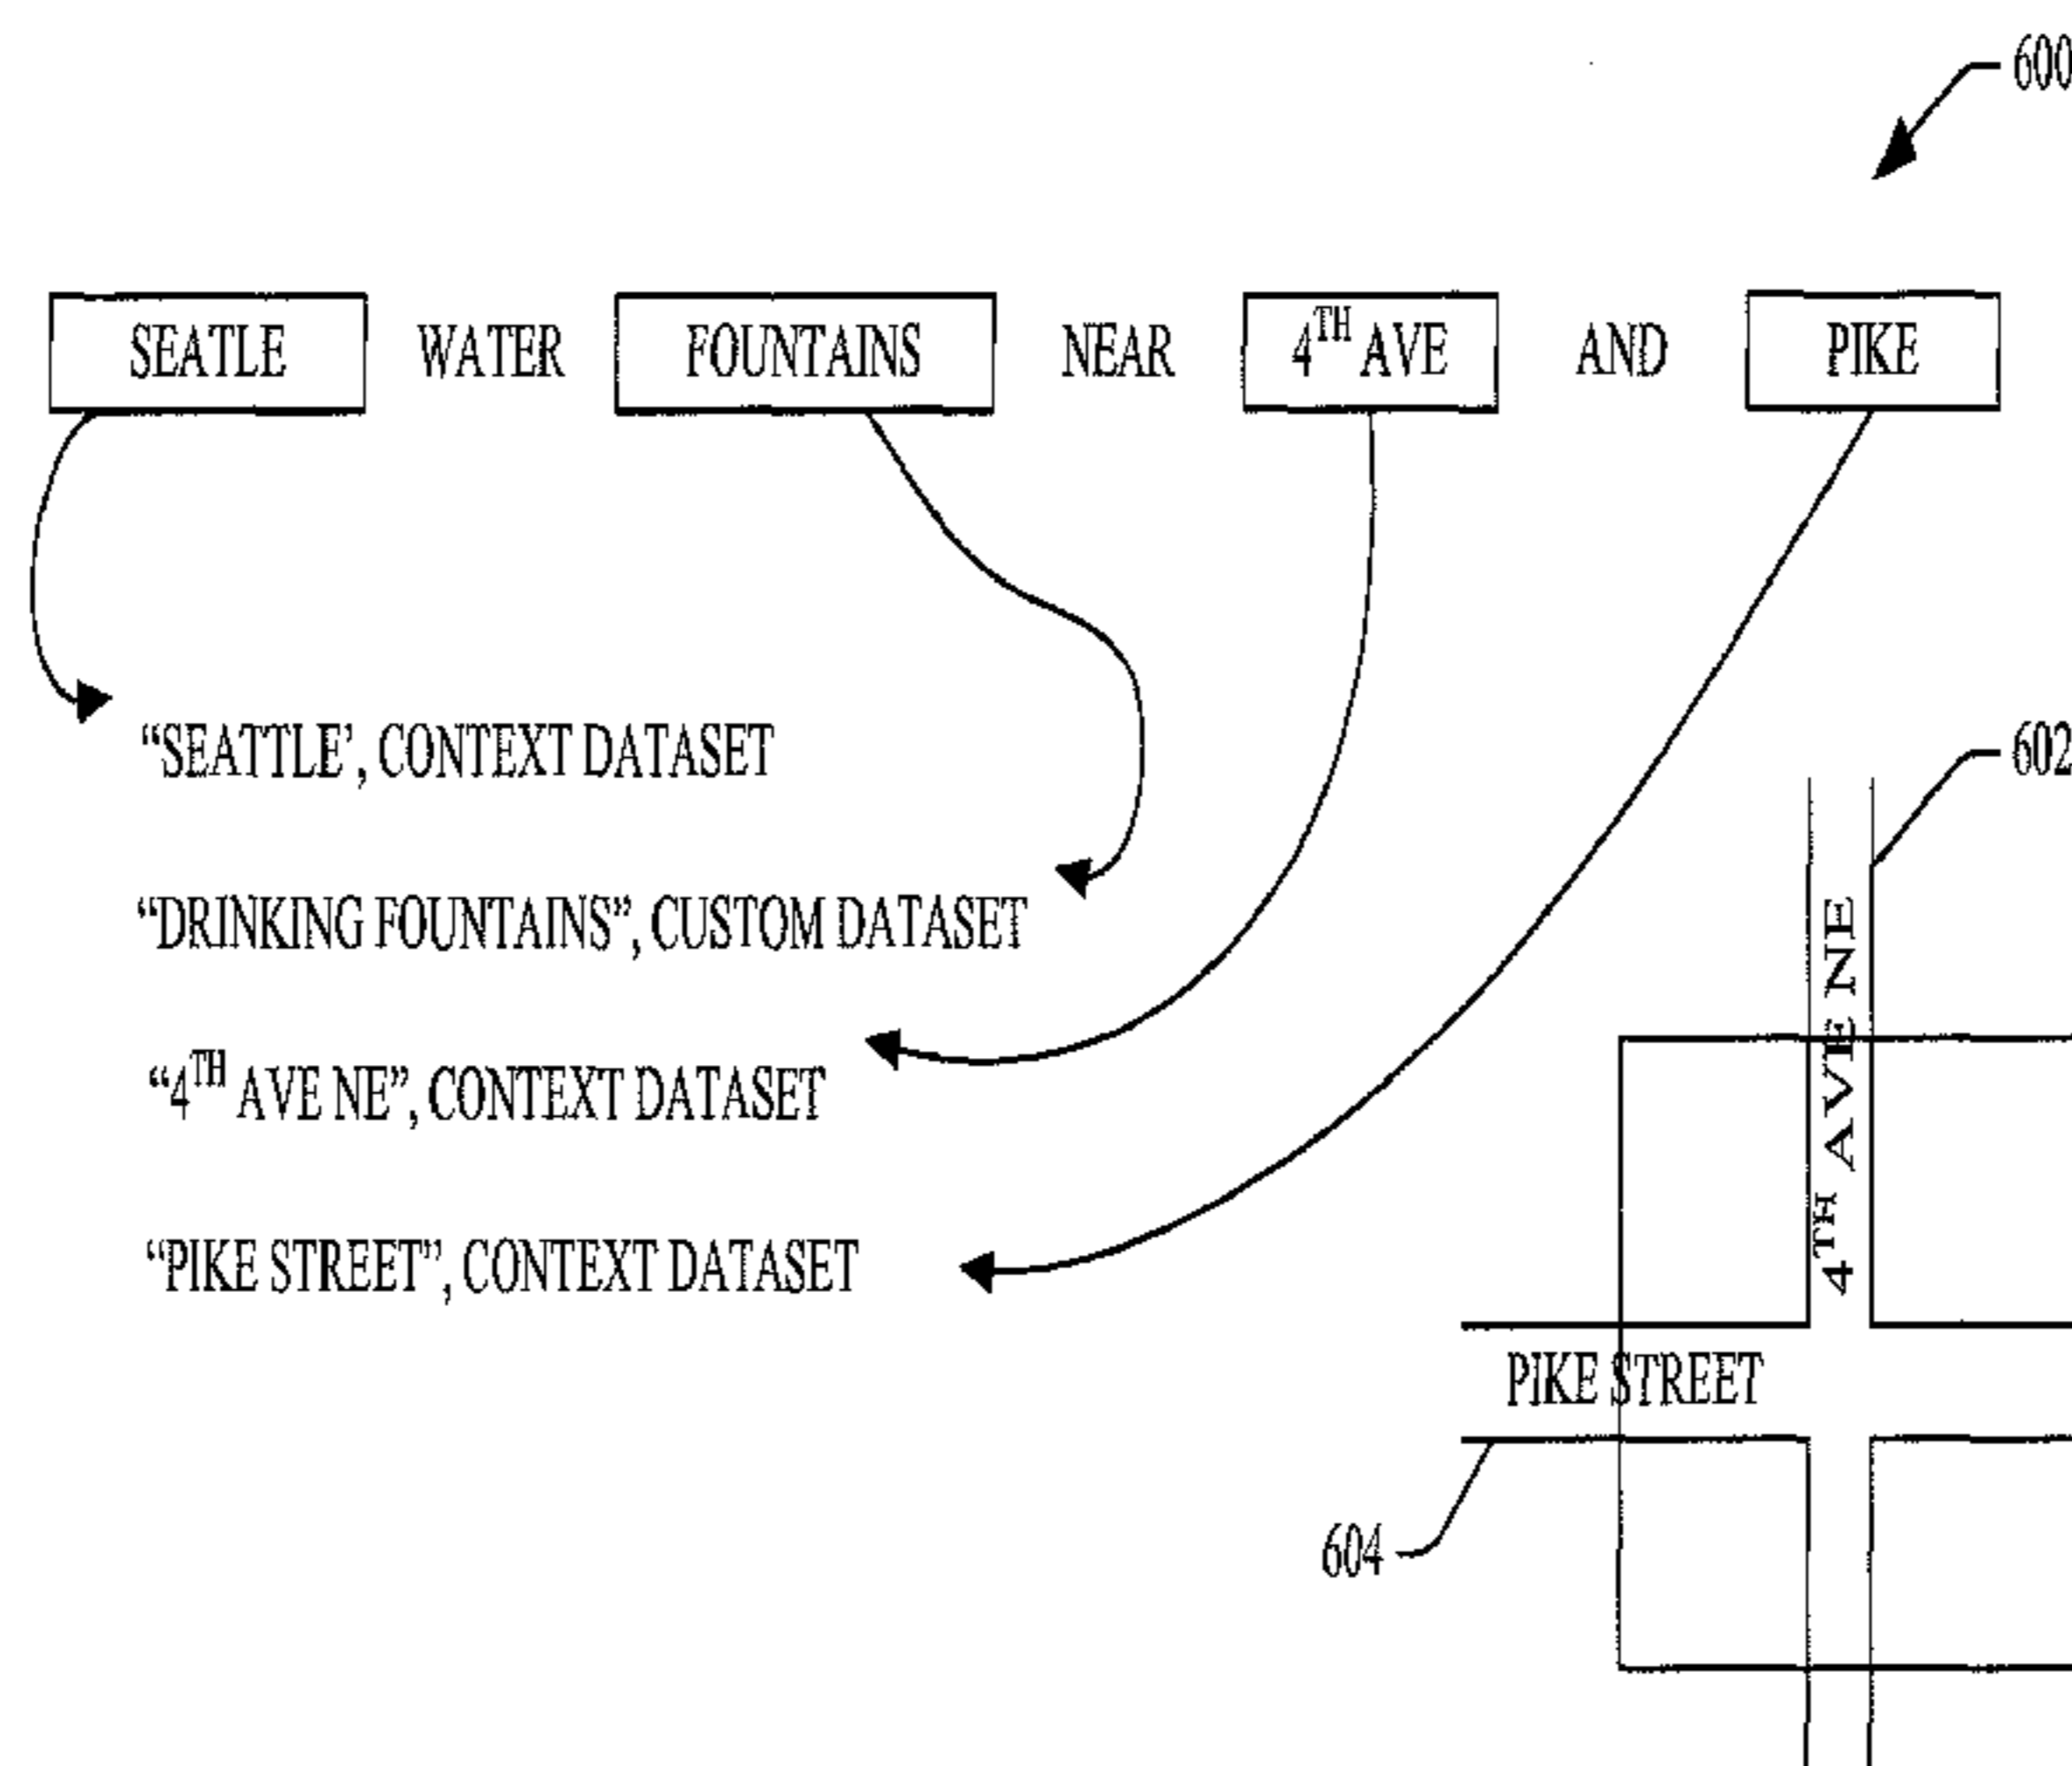 600
SEATLE WATER FOUNTAINS NEAR 4TH AVE AND PIKE
“SEATTLE’, CONTEXT DATASET
602
“DRINKING FOUNTAINS”, CUSTOM DATASET
“4TH AVE NE”, CONTEXT DATASET
4TH AVE NE
“PIKE STREET”, CONTEXT DATASET
PIKE STREET
604